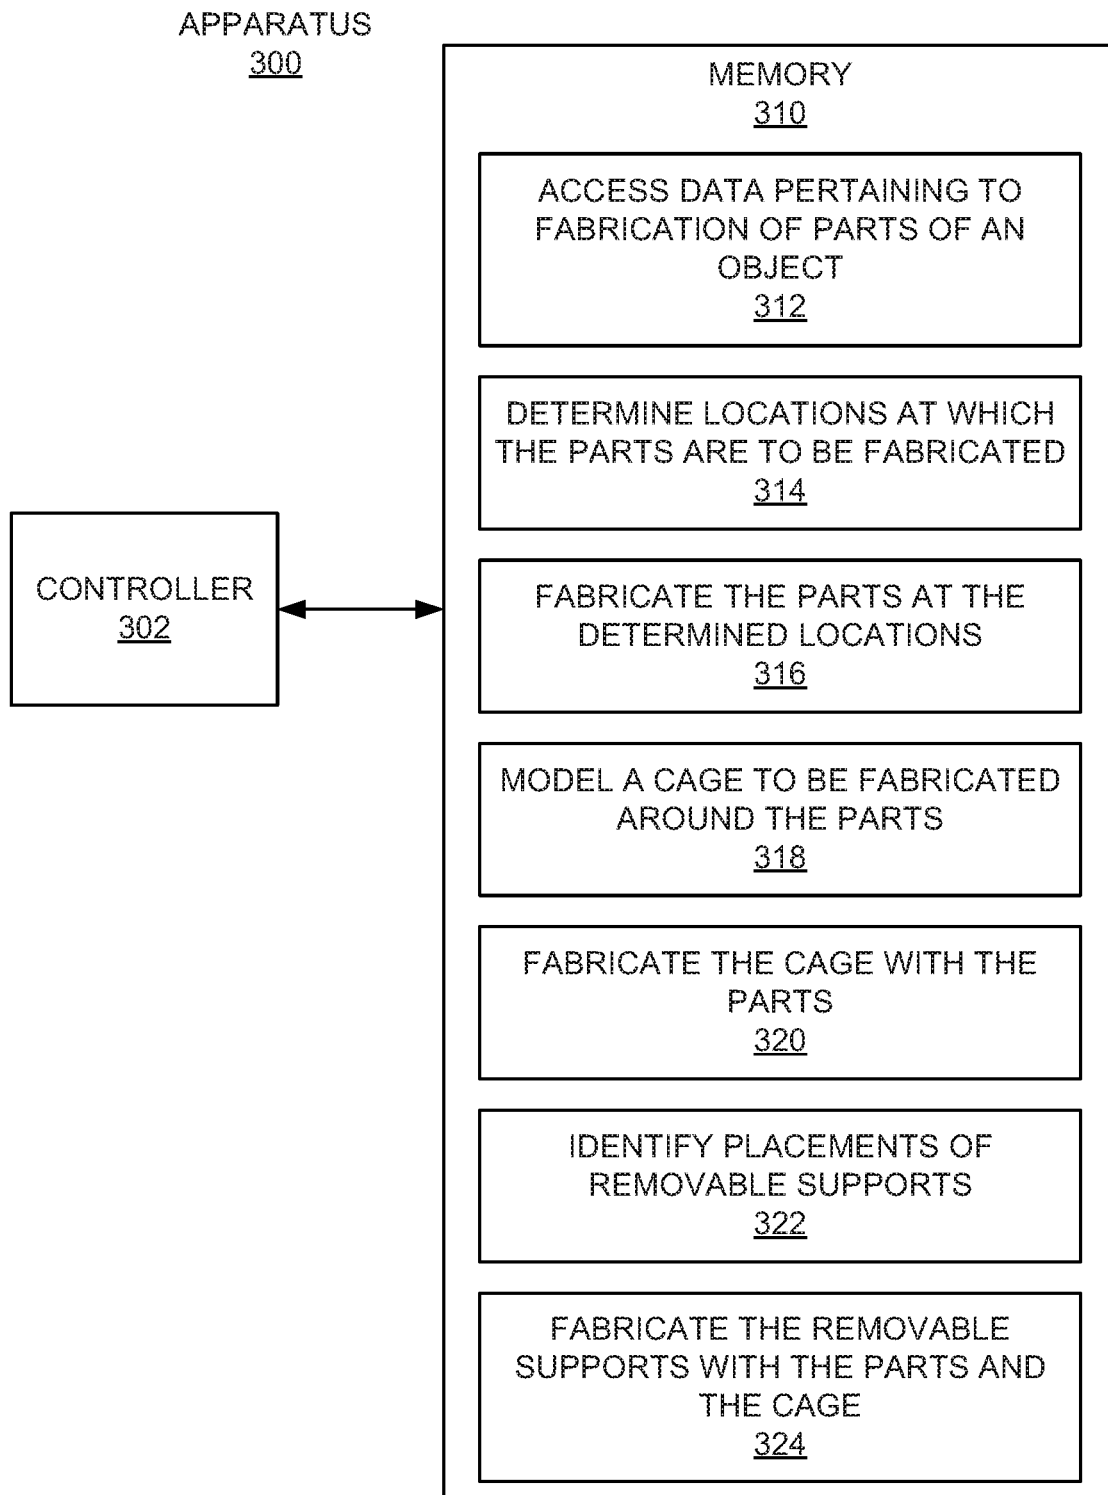 APPARATUS
300
MEMORY
310
ACCESS DATA PERTAINING TO
FABRICATION OF PARTS OF AN
OBJECT
312
DETERMINE LOCATIONS AT WHICH
THE PARTS ARE TO BE FABRICATED
314
CONTROLLER
302
FABRICATE THE PARTS AT THE
DETERMINED LOCATIONS
316
MODEL A CAGE TO BE FABRICATED
AROUND THE PARTS
318
FABRICATE THE CAGE WITH THE
PARTS
320
IDENTIFY PLACEMENTS OF
REMOVABLE SUPPORTS
322
FABRICATE THE REMOVABLE
SUPPORTS WITH THE PARTS AND
THE CAGE
324